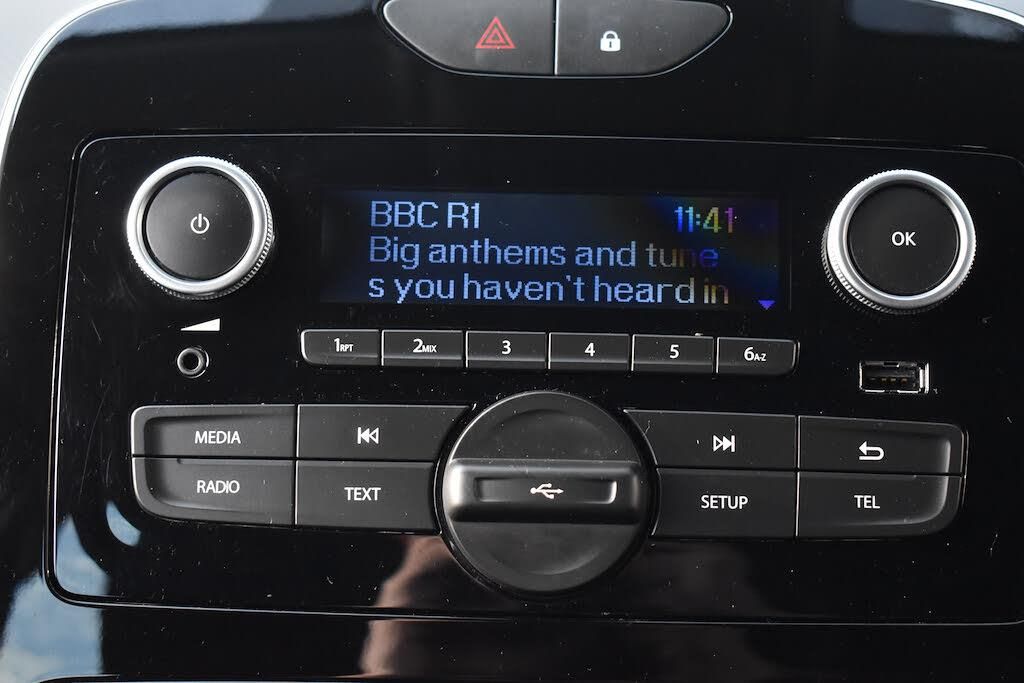 BBC R1 11:41
Big anthems and tune
s you haven't heard in
OK
1RPT 2MIX 3 4 5 6A-Z
MEDIA
RADIO TEXT SETUP TEL